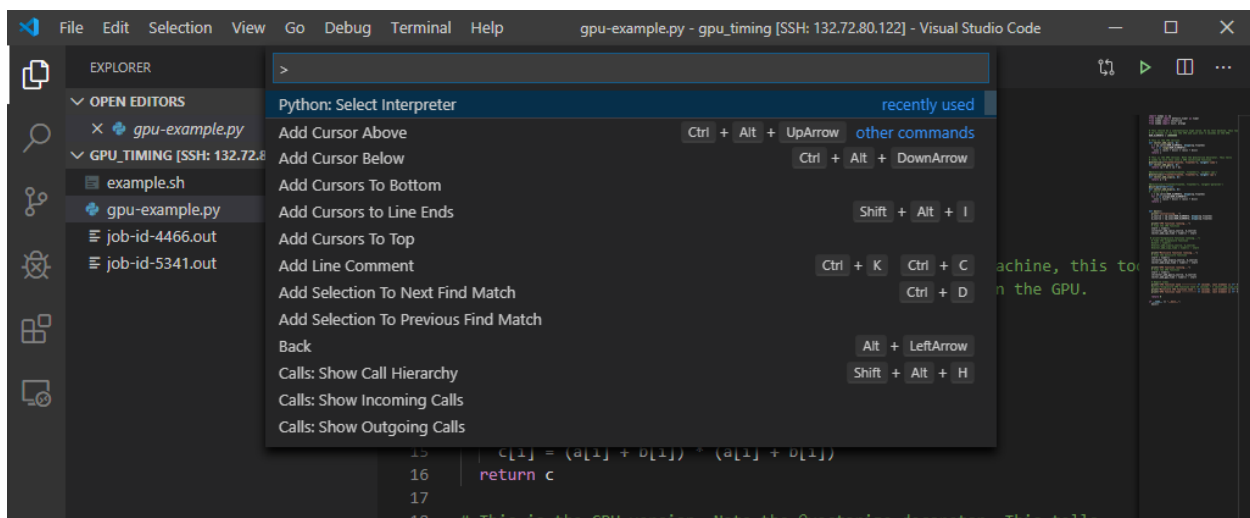 File Edit Selection View Go Debug Terminal Help gpu-example.py - gpu_timing [SSH: 132.72.80.122] - Visual Studio Code
EXPLORER
>
OPEN EDITORS
Python: Select Interpreter recently used
gpu-example.py
Add Cursor Above Ctrl + Alt + UpArrow other commands
GPU_TIMING [SSH: 132.72.8
Add Cursor Below Ctrl + Alt + DownArrow
example.sh
Add Cursors To Bottom
gpu-example.py
Add Cursors to Line Ends Shift + Alt + I
job-id-4466.out
Add Cursors To Top
job-id-5341.out
Add Line Comment Ctrl + K Ctrl + C
achine, this too
Add Selection To Next Find Match Ctrl + D
n the GPU.
Add Selection To Previous Find Match
Back Alt + LeftArrow
Calls: Show Call Hierarchy Shift + Alt + H
Calls: Show Incoming Calls
Calls: Show Outgoing Calls
15 c[i] = (a[i] + b[i]) * (a[i] + b[i])
16 return c
17